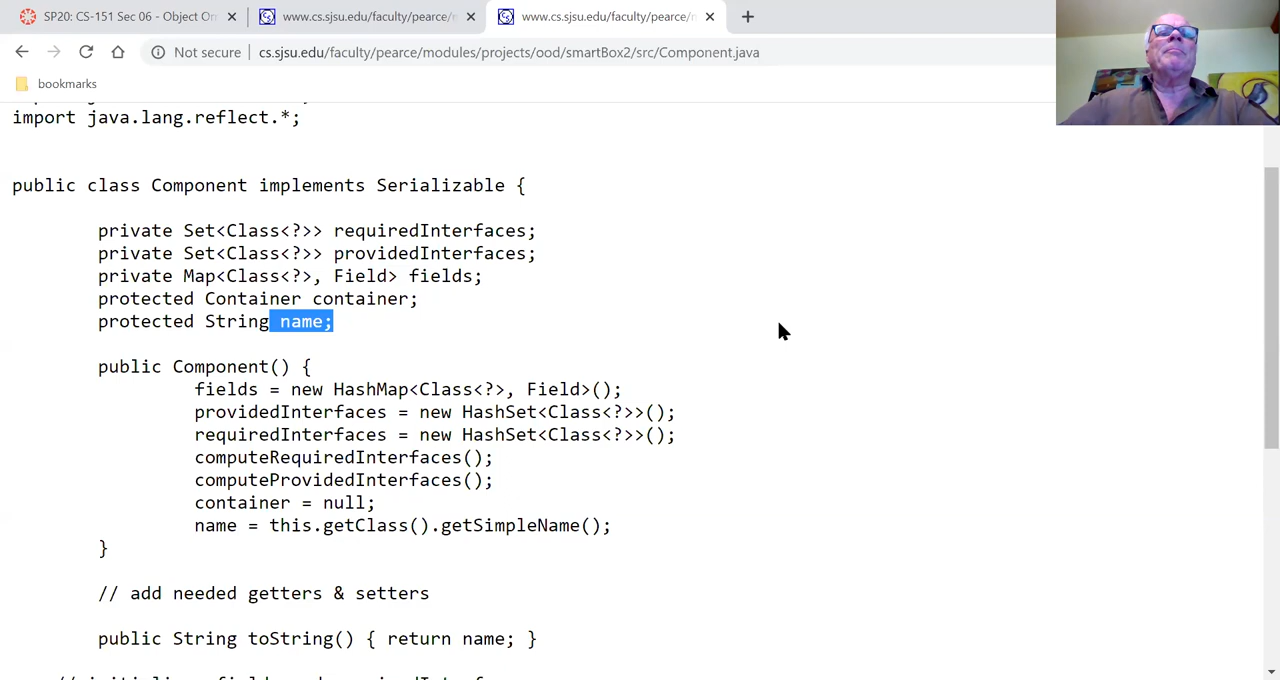 SP20: CS-151 Sec 06 - Object Or
www.cs.sjsu.edu/faculty/pearce/m
www.cs.sjsu.edu/faculty/pearce/m
Not secure
cs.sjsu.edu/faculty/pearce/modules/projects/ood/smartBox2/src/Component.java
bookmarks
import java.lang.reflect.*;
public class Component implements Serializable {
private Set<Class<?>> requiredInterfaces;
private Set<Class<?>> providedInterfaces;
private Map<Class<?>, Field> fields;
protected Container container;
protected String name;
public Component() {
fields = new HashMap<Class<?>, Field>();
providedInterfaces = new HashSet<Class<?>>();
requiredInterfaces = new HashSet<Class<?>>();
computeRequiredInterfaces();
computeProvidedInterfaces();
container = null;
name = this.getClass().getSimpleName();
}
// add needed getters & setters
public String toString() { return name; }